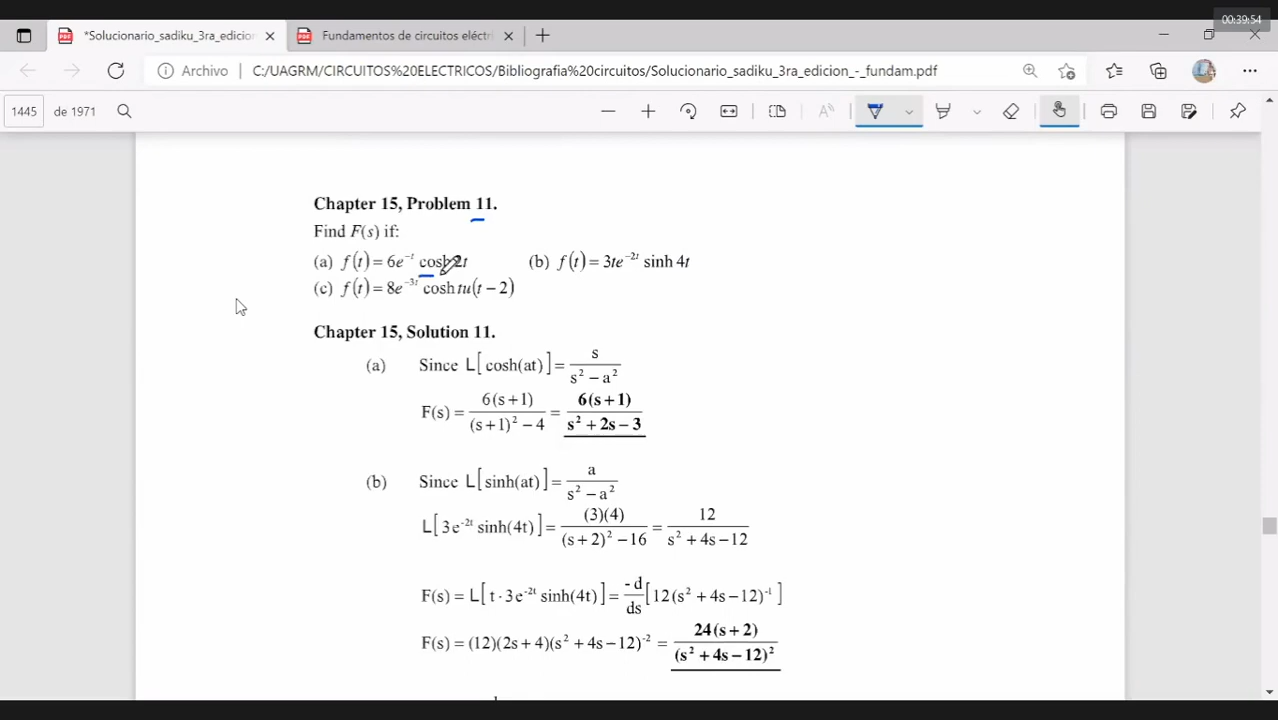 00:39:54
*Solucionario_sadiku_3ra_edicion
Fundamentos de circuitos eléctri
Archivo C:/UAGRM/CIRCUITOS%20ELECTRICOS/Bibliografia%20circuitos/Solucionario_sadiku_3ra_edicion_-_fundam.pdf
1445 de 1971
Chapter 15, Problem 11.
Find F(s) if:
(a) f(t) = 6e^{-t} cosh 2t (b) f(t) = 3te^{-2t} sinh 4t
(c) f(t) = 8e^{-3t} cosh tu(t − 2)
Chapter 15, Solution 11.
(a) Since L[cosh(at)] = s / (s² − a²)
F(s) = 6(s+1) / ((s+1)² − 4) = 6(s+1) / (s² + 2s − 3)
(b) Since L[sinh(at)] = a / (s² − a²)
L[3e^{-2t} sinh(4t)] = (3)(4) / ((s+2)² − 16) = 12 / (s² + 4s − 12)
F(s) = L[t · 3e^{-2t} sinh(4t)] = -d/ds [12(s² + 4s − 12)^{-1}]
F(s) = (12)(2s + 4)(s² + 4s − 12)^{-2} = 24(s+2) / (s² + 4s − 12)²